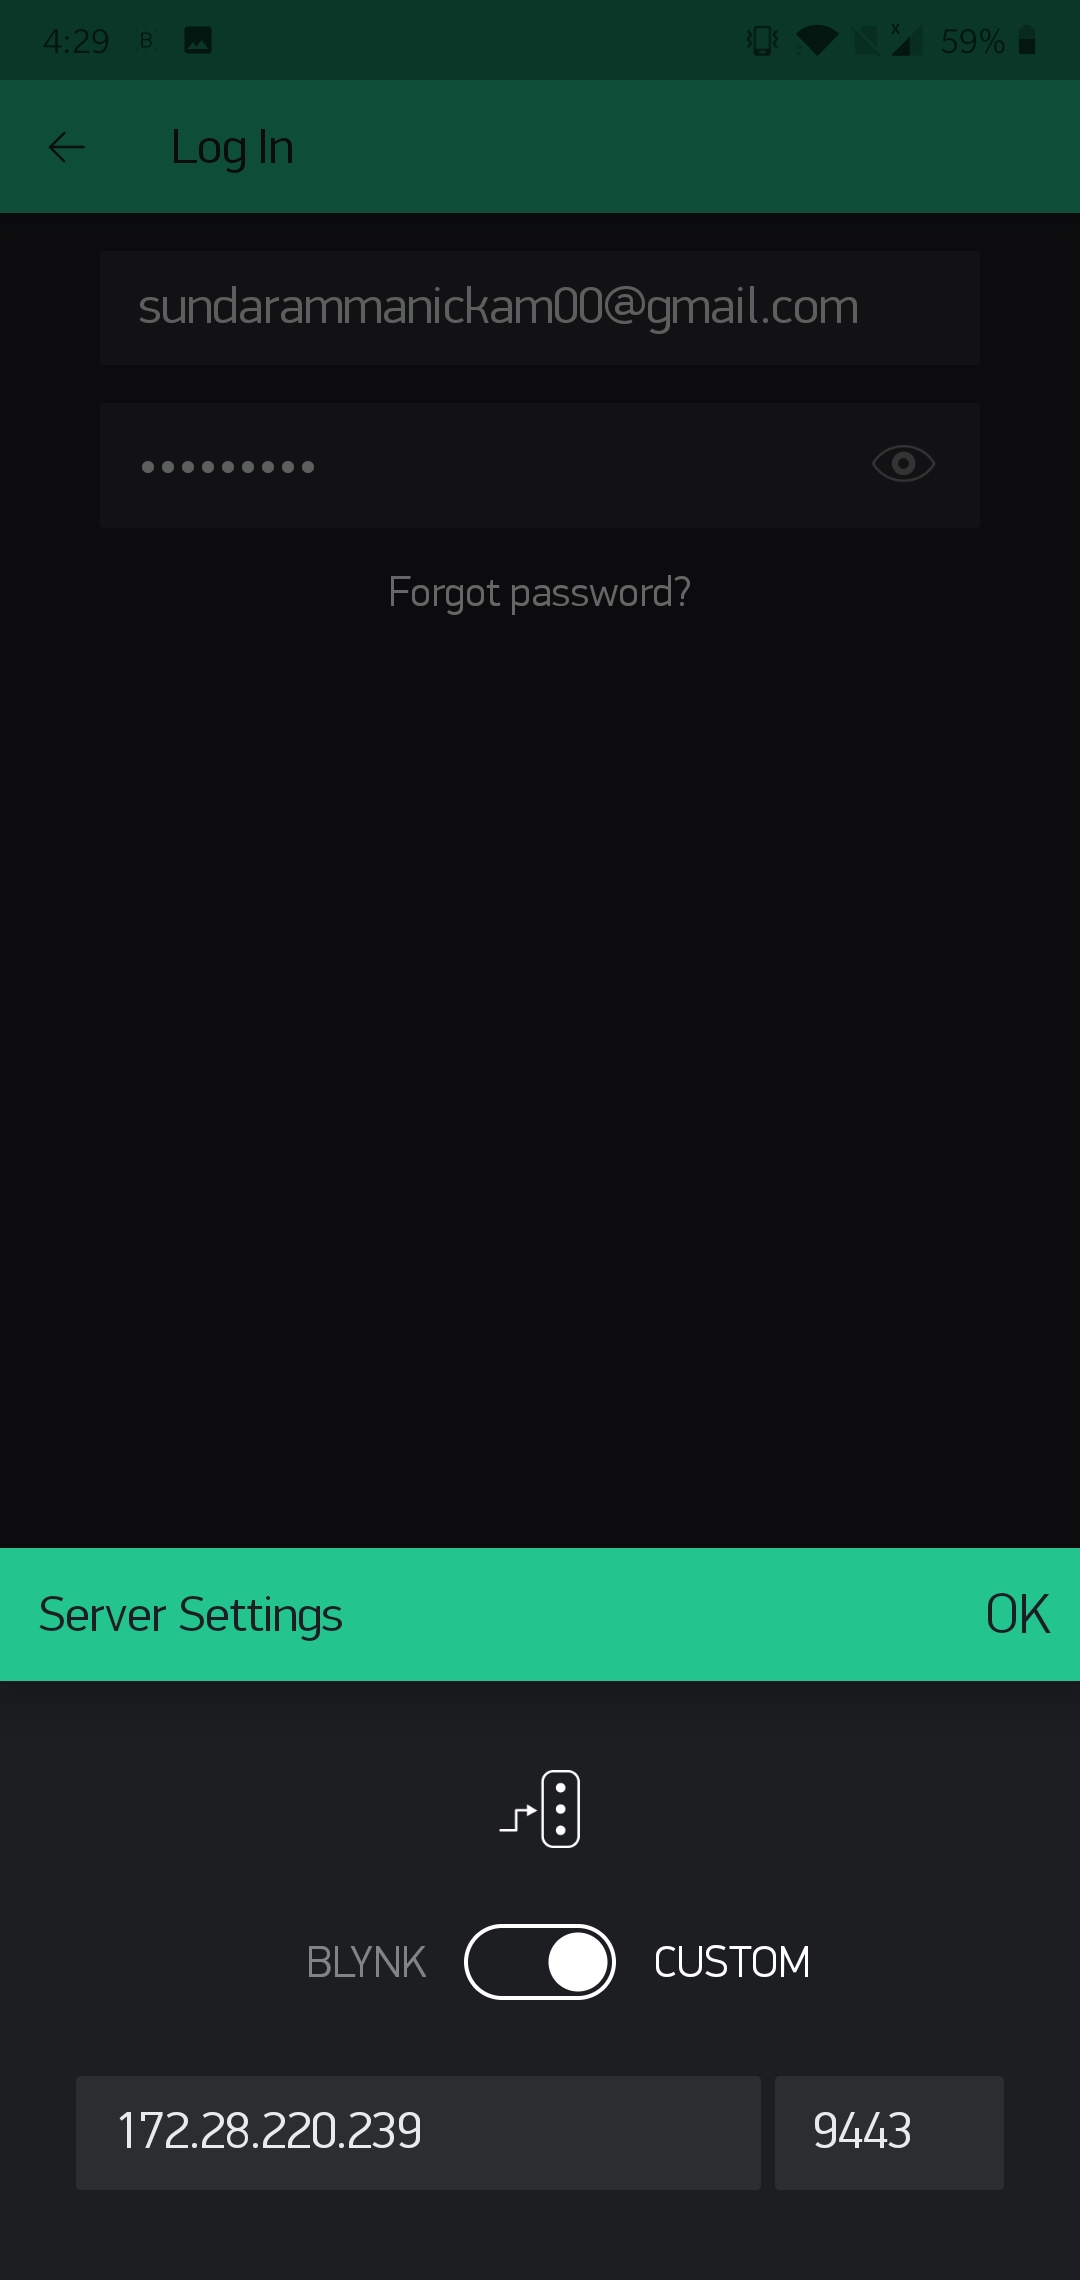 4:29 B 59%
Log In
sundarammanickam00@gmail.com
•••••••••
Forgot password?
Server Settings OK
BLYNK CUSTOM
172.28.220.239 9443